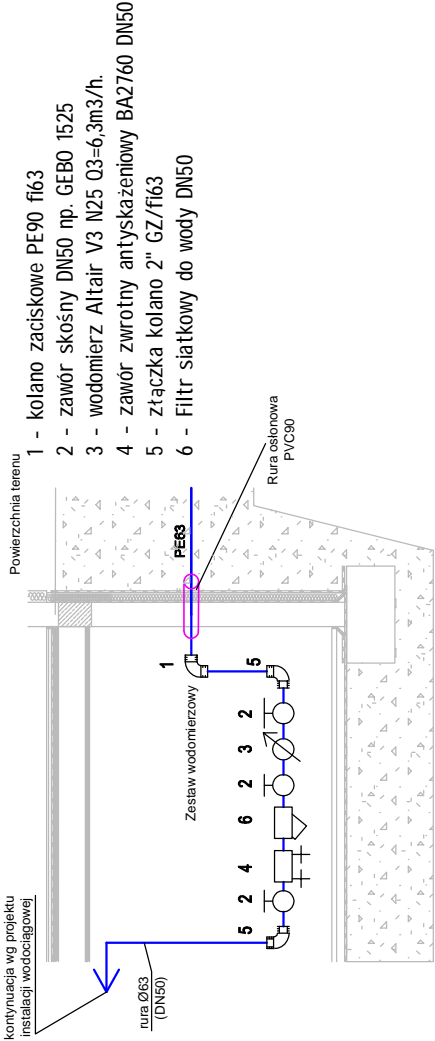 Powierzchnia terenu
1 - kolano zaciskowe PE90 fi63
2 - zawór skośny DN50 np. GEBO 1525
3 - wodomierz Altair V3 N25 Q3=6,3m3/h.
4 - zawór zwrotny antyskażeniowy BA2760 DN50
5 - złączka kolano 2" GZ/fi63
6 - Filtr siatkowy do wody DN50
Rura osłonowa
PVC90
PE63
1
5
Zestaw wodomierzowy
2
3
2
6
4
2
5
kontynuacja wg projektu
instalacji wodociągowej
rura Ø63
(DN50)